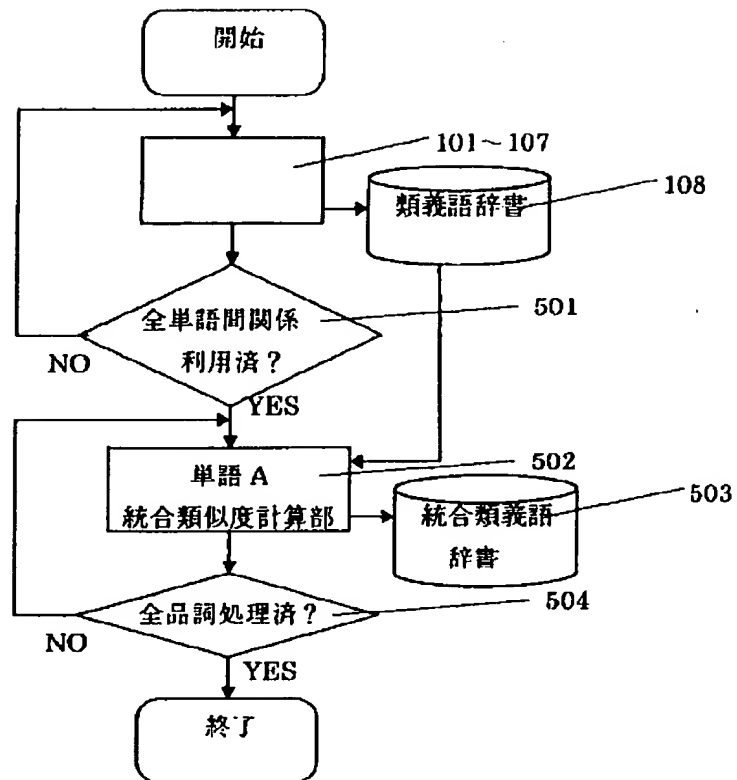 開始
101～107
108
類義語辞書
全単語間関係
利用済？
501
NO
YES
単語A
統合類似度計算部
502
503
統合類義語
辞書
全品詞処理済？
504
NO
YES
終了